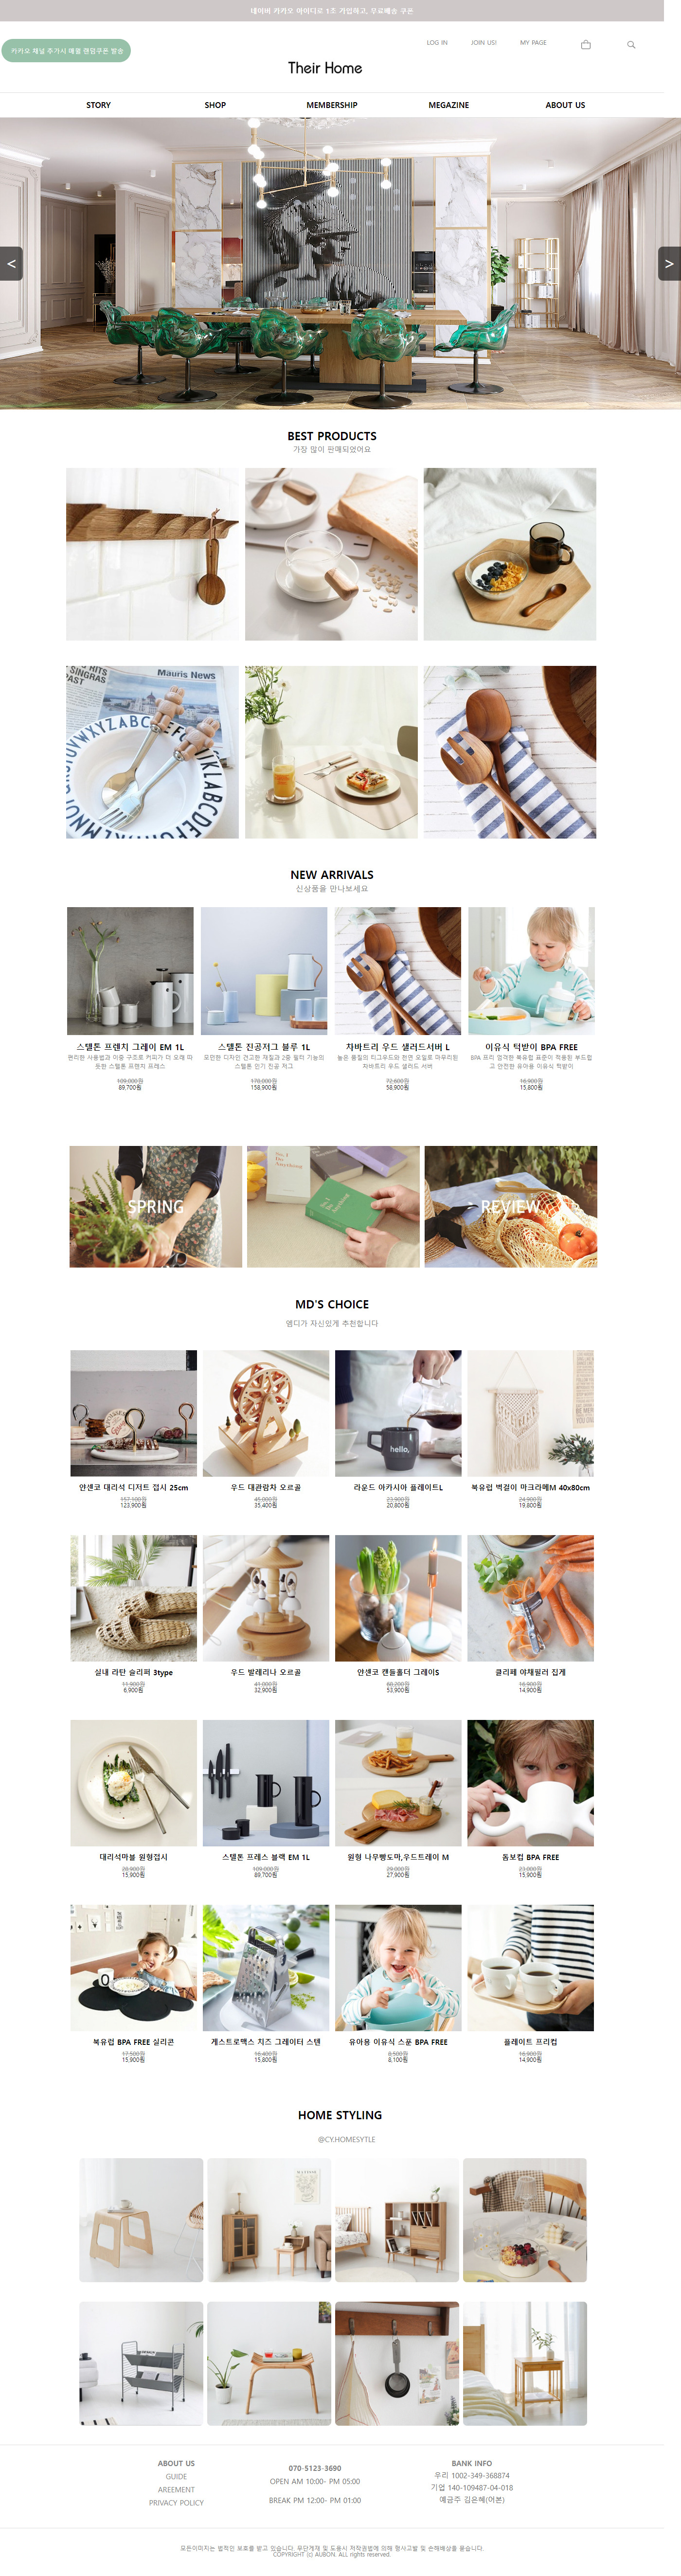 네이버 카카오 아이디로 1초 가입하고, 무료배송 쿠폰
카카오 채널 추가시 매월 랜덤쿠폰 발송
LOG IN JOIN US! MY PAGE
Their Home
STORY SHOP MEMBERSHIP MEGAZINE ABOUT US
< >
BEST PRODUCTS
가장 많이 판매되었어요
Mauris News
NEW ARRIVALS
신상품을 만나보세요
스텔톤 프렌치 그레이 EM 1L
편리한 사용법과 이중 구조로 커피가 더 오래 따
뜻한 스텔톤 프렌치 프레스
109,000원
89,700원
스텔톤 진공저그 블루 1L
모던한 디자인 견고한 재질과 2중 필터 기능의
스텔톤 인기 진공 저그
178,000원
158,900원
차바트리 우드 샐러드서버 L
높은 품질의 티그우드와 천연 오일로 마무리된
차바트리 우드 샐러드 서버
72,600원
58,900원
이유식 턱받이 BPA FREE
BPA 프리 엄격한 북유럽 표준이 적용된 부드럽
고 안전한 유아용 이유식 턱받이
16,900원
15,800원
SPRING
REVIEW
MD'S CHOICE
엠디가 자신있게 추천합니다
hello,
얀센코 대리석 디저트 접시 25cm
157,100원
123,900원
우드 대관람차 오르골
45,000원
35,400원
라운드 아카시아 플레이트L
23,900원
20,800원
북유럽 벽걸이 마크라메M 40x80cm
24,900원
19,800원
실내 라탄 슬리퍼 3type
11,900원
6,900원
우드 발레리나 오르골
41,000원
32,900원
얀센코 캔들홀더 그레이S
60,200원
53,900원
클리페 야채필러 집게
16,900원
14,900원
대리석마블 원형접시
26,900원
15,900원
스텔톤 프레스 블랙 EM 1L
109,000원
89,700원
원형 나무빵도마,우드트레이 M
29,000원
27,900원
돔보컵 BPA FREE
23,000원
15,900원
북유럽 BPA FREE 실리콘
17,500원
15,900원
게스트로맥스 치즈 그레이터 스텐
16,400원
15,800원
유아용 이유식 스푼 BPA FREE
8,500원
8,100원
플레이트 프리컵
16,900원
14,900원
HOME STYLING
@CY.HOMESYTLE
ABOUT US
GUIDE
AREEMENT
PRIVACY POLICY
070-5123-3690
OPEN AM 10:00- PM 05:00
BREAK PM 12:00- PM 01:00
BANK INFO
우리 1002-349-368874
기업 140-109487-04-018
예금주 김은혜(어본)
모든이미지는 법적인 보호를 받고 있습니다. 무단게재 및 도용시 저작권법에 의해 형사고발 및 손해배상을 묻습니다.
COPYRIGHT (c) AUBON. ALL rights reserved.